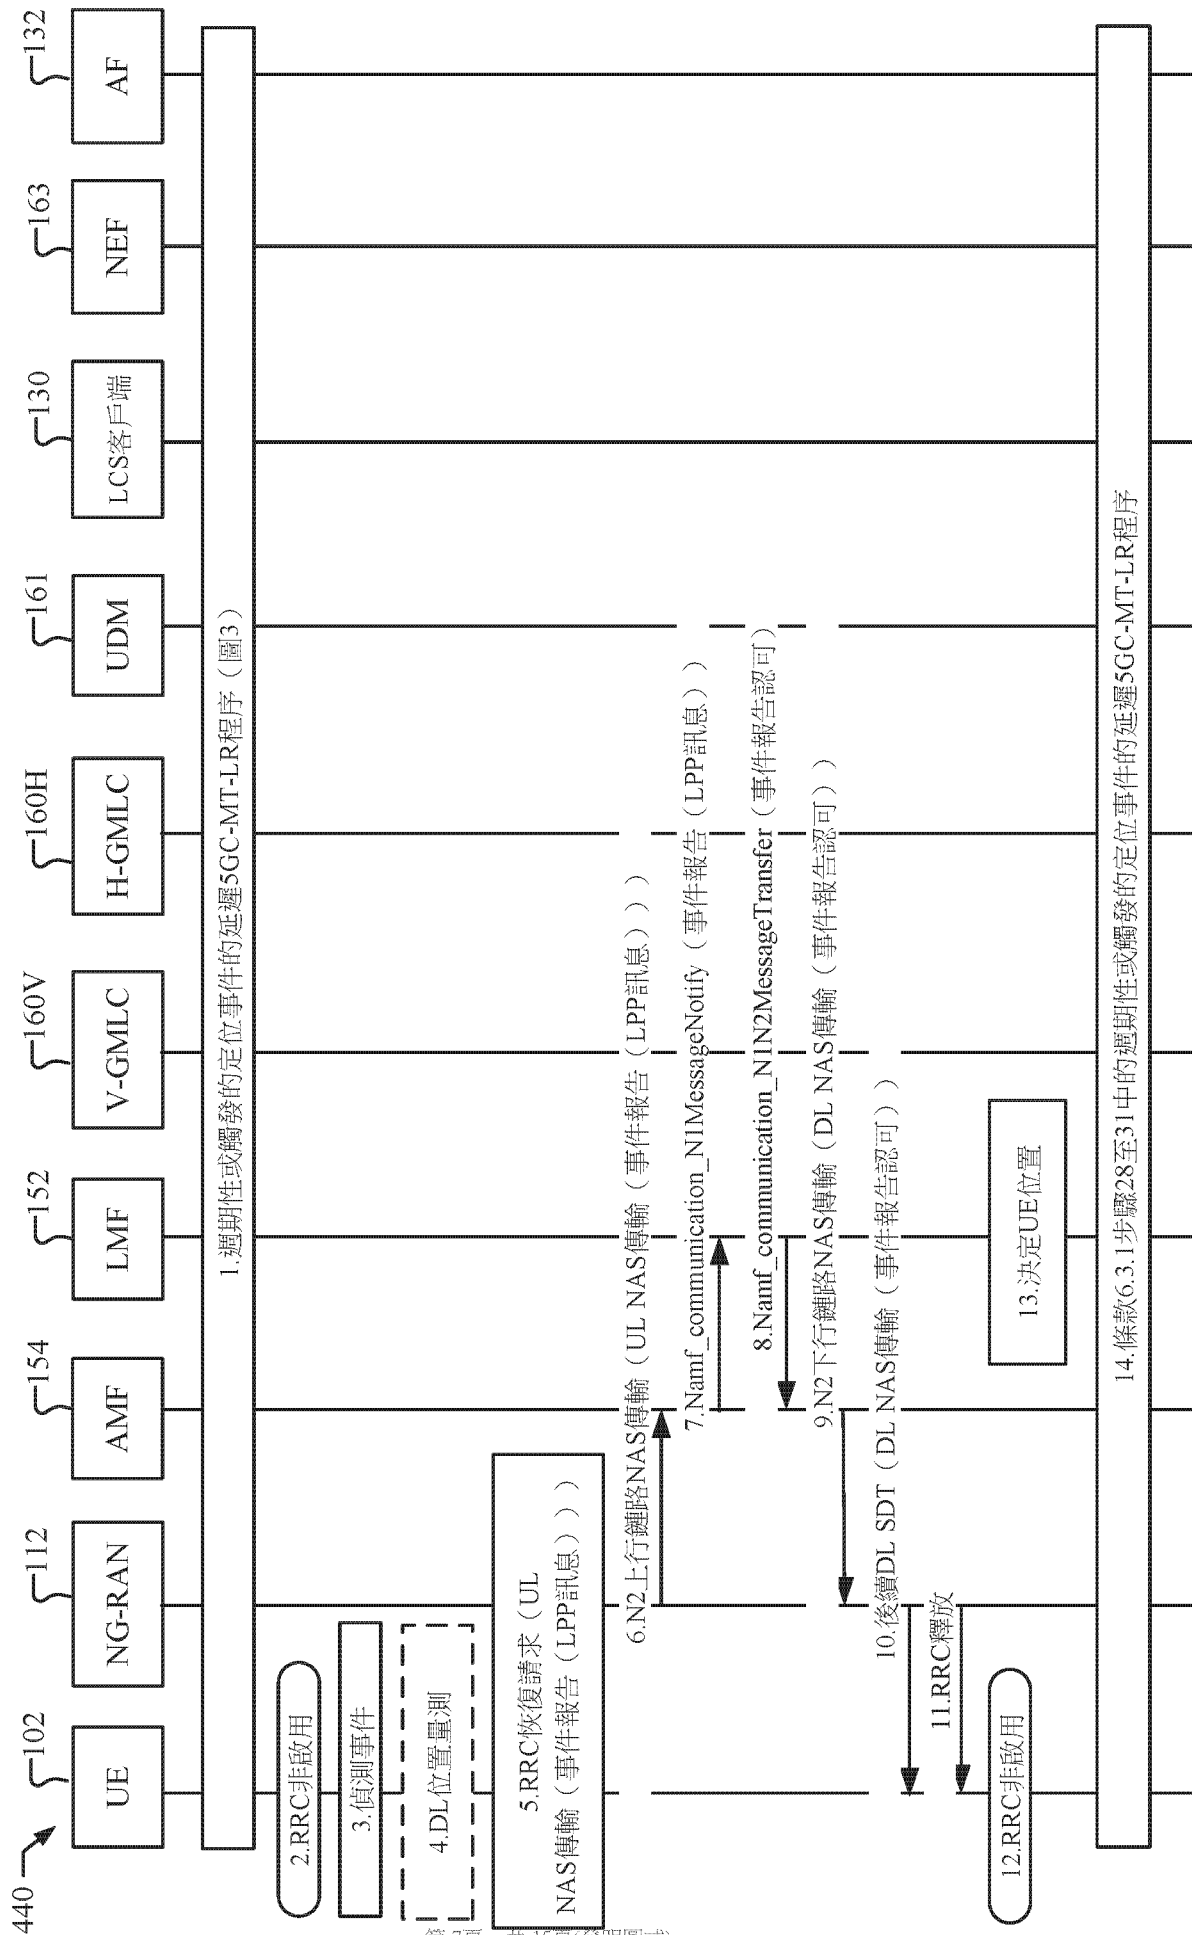 440
102
112
154
152
160V
160H
161
130
163
132
UE
NG-RAN
AMF
LMF
V-GMLC
H-GMLC
UDM
LCS客戶端
NEF
AF
1.週期性或觸發的定位事件的延遲5GC-MT-LR程序（圖3）
2.RRC非啟用
3.偵測事件
4.DL位置量測
5.RRC恢復請求（UL
NAS傳輸（事件報告（LPP訊息）））
6.N2上行鏈路NAS傳輸（UL NAS傳輸（事件報告（LPP訊息）））
7.Namf_communication_N1MessageNotify（事件報告（LPP訊息））
8.Namf_communication_N1N2MessageTransfer（事件報告認可）
9.N2下行鏈路NAS傳輸（DL NAS傳輸（事件報告認可））
10.後續DL SDT（DL NAS傳輸（事件報告認可））
11.RRC釋放
12.RRC非啟用
13.決定UE位置
14.條款6.3.1步驟28至31中的週期性或觸發的定位事件的延遲5GC-MT-LR程序